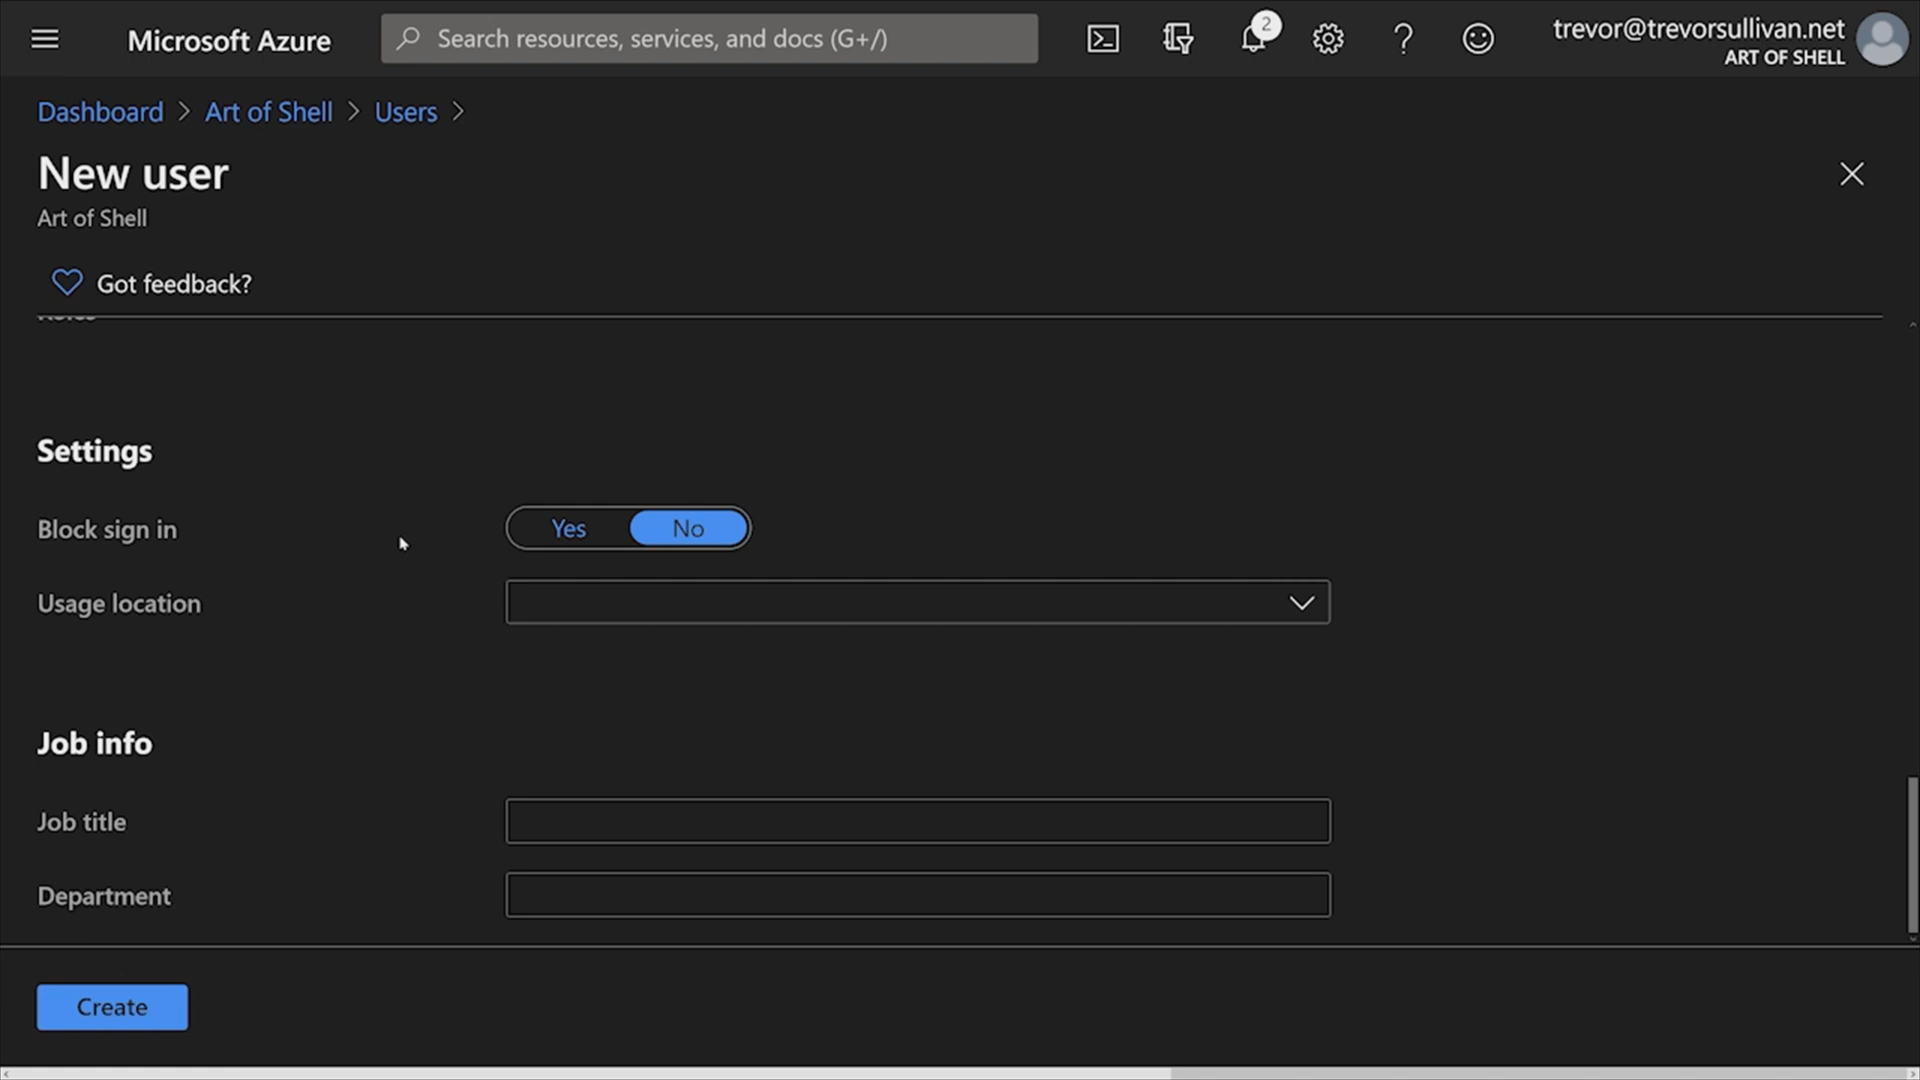 Microsoft Azure
Search resources, services, and docs (G+/)
2
trevor@trevorsullivan.net
ART OF SHELL
Dashboard > Art of Shell > Users >
New user
Art of Shell
Got feedback?
Settings
Block sign in
Yes
No
Usage location
Job info
Job title
Department
Create